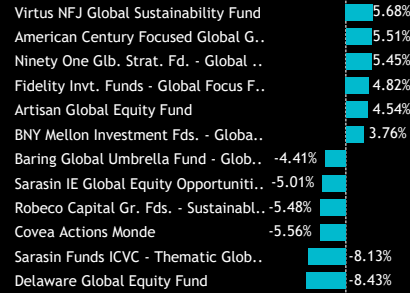 Virtus NFJ Global Sustainability Fund 5.68%
American Century Focused Global G.. 5.51%
Ninety One Glb. Strat. Fd. - Global .. 5.45%
Fidelity Invt. Funds - Global Focus F.. 4.82%
Artisan Global Equity Fund 4.54%
BNY Mellon Investment Fds. - Globa.. 3.76%
Baring Global Umbrella Fund - Glob.. -4.41%
Sarasin IE Global Equity Opportuniti.. -5.01%
Robeco Capital Gr. Fds. - Sustainabl.. -5.48%
Covea Actions Monde -5.56%
Sarasin Funds ICVC - Thematic Glob.. -8.13%
Delaware Global Equity Fund -8.43%